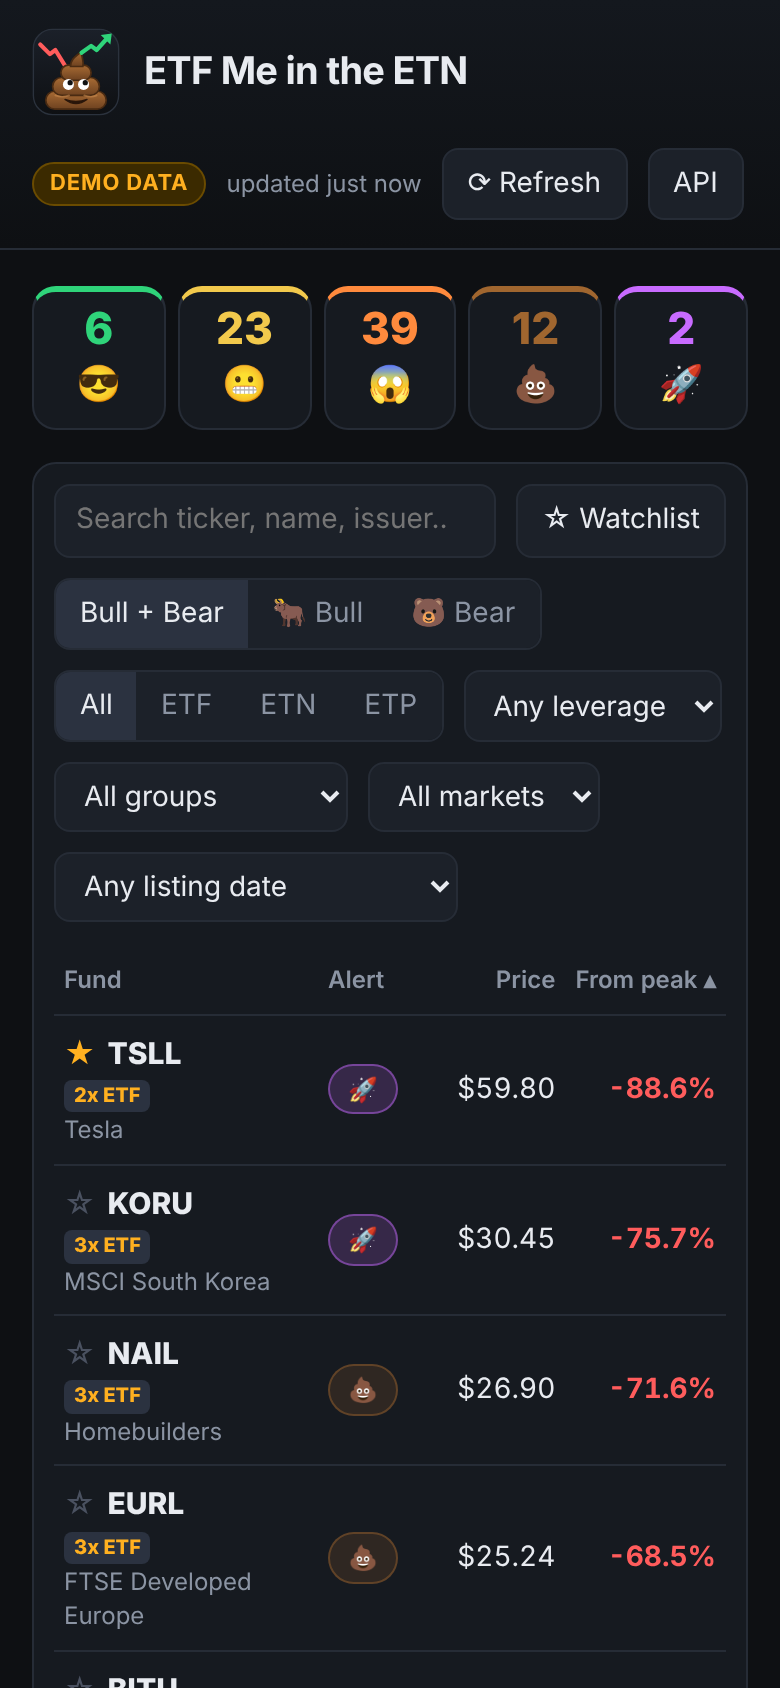 ETF Me in the ETN
DEMO DATA updated just now ⟳ Refresh API
6 23 39 12 2
Search ticker, name, issuer.. ☆ Watchlist
Bull + Bear 🐂 Bull 🐻 Bear
All ETF ETN ETP Any leverage
All groups All markets
Any listing date
Fund Alert Price From peak ▲
★ TSLL
2x ETF
Tesla
$59.80 -88.6%
☆ KORU
3x ETF
MSCI South Korea
$30.45 -75.7%
☆ NAIL
3x ETF
Homebuilders
$26.90 -71.6%
☆ EURL
3x ETF
FTSE Developed
Europe
$25.24 -68.5%